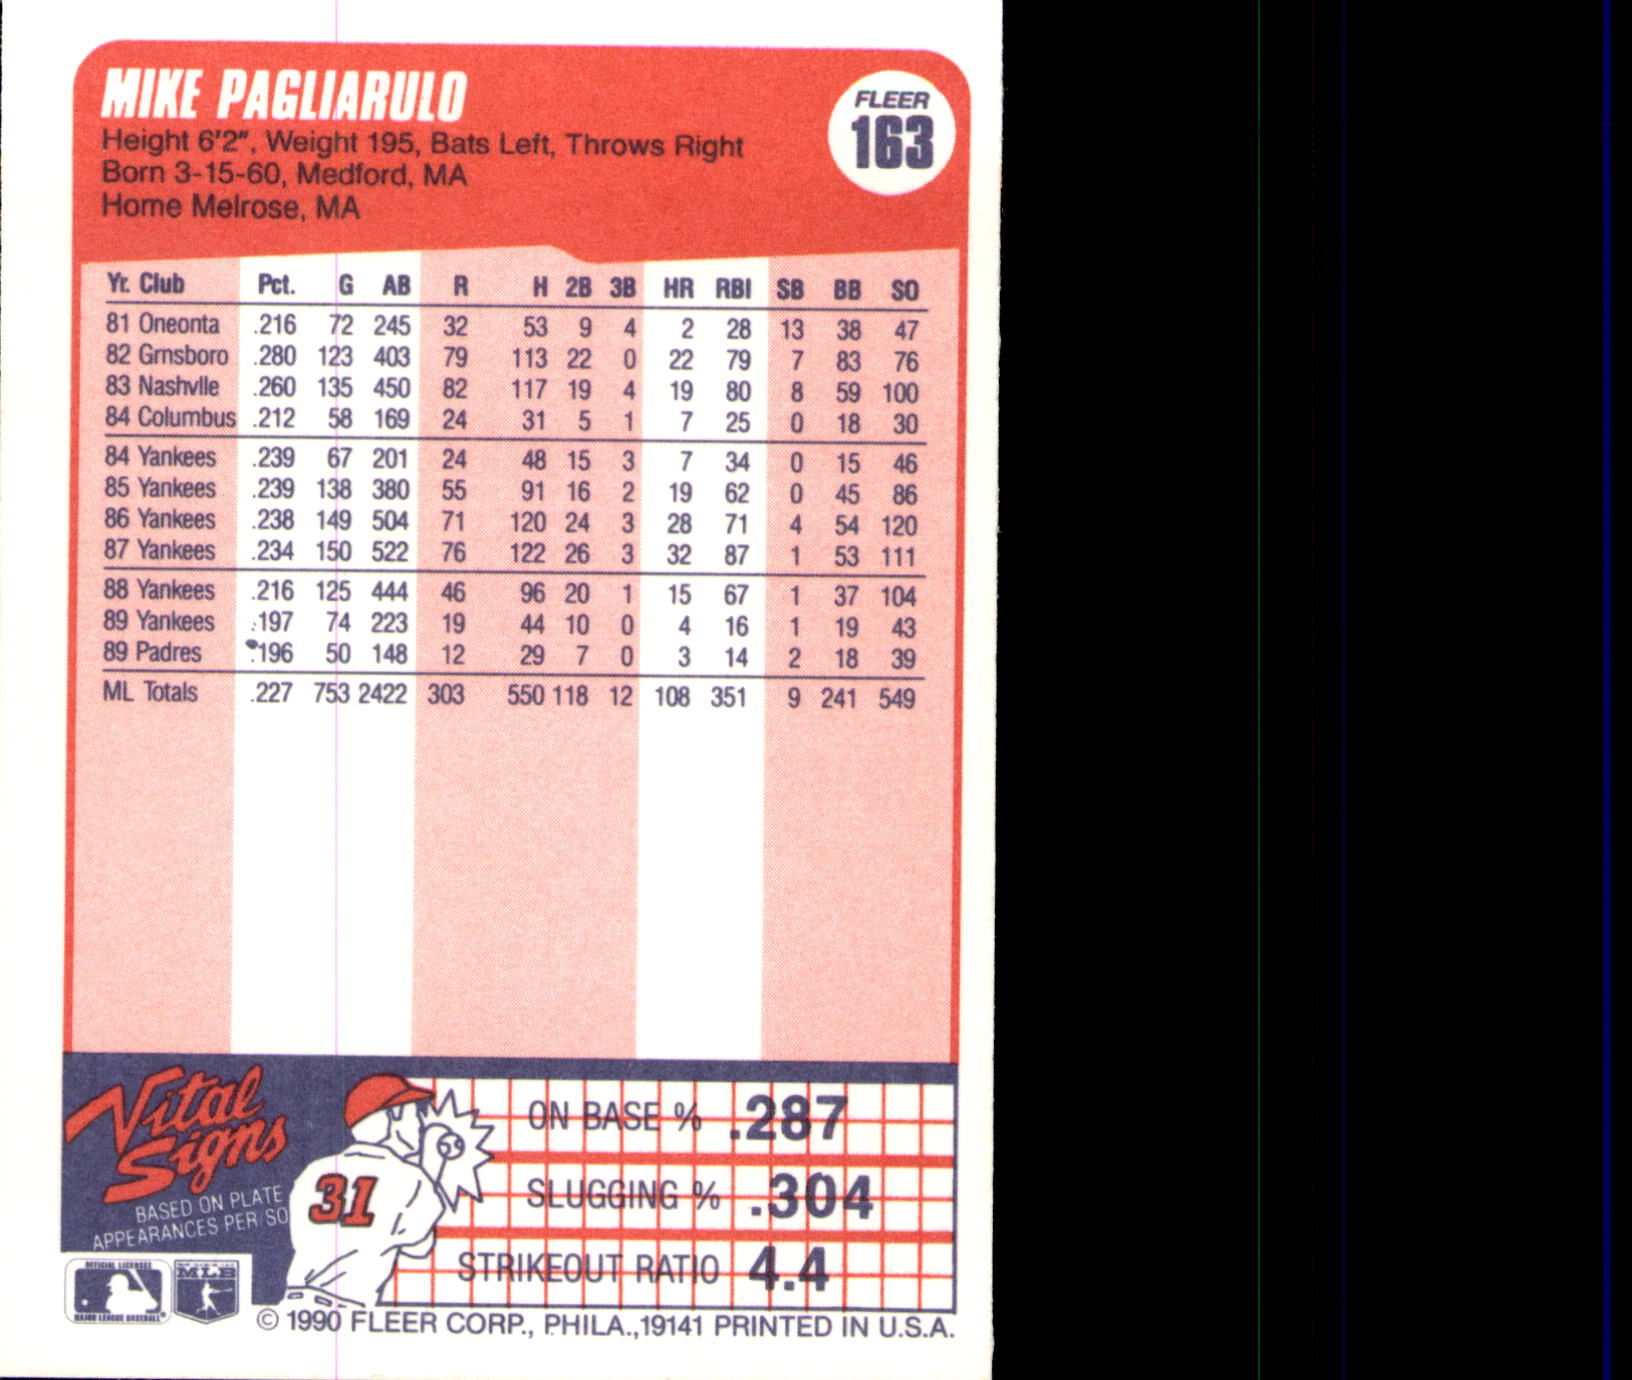 MIKE PAGLIARULO
FLEER
163
Height 6'2", Weight 195, Bats Left, Throws Right
Born 3-15-60, Medford, MA
Home Melrose, MA
Yr. Club Pct. G AB R H 2B 3B HR RBI SB BB SO
81 Oneonta .216 72 245 32 53 9 4 2 28 13 38 47
82 Grnsboro .280 123 403 79 113 22 0 22 79 7 83 76
83 Nashvlle .260 135 450 82 117 19 4 19 80 8 59 100
84 Columbus .212 58 169 24 31 5 1 7 25 0 18 30
84 Yankees .239 67 201 24 48 15 3 7 34 0 15 46
85 Yankees .239 138 380 55 91 16 2 19 62 0 45 86
86 Yankees .238 149 504 71 120 24 3 28 71 4 54 120
87 Yankees .234 150 522 76 122 26 3 32 87 1 53 111
88 Yankees .216 125 444 46 96 20 1 15 67 1 37 104
89 Yankees .197 74 223 19 44 10 0 4 16 1 19 43
89 Padres .196 50 148 12 29 7 0 3 14 2 18 39
ML Totals .227 753 2422 303 550 118 12 108 351 9 241 549
Vital
Signs
BASED ON PLATE
APPEARANCES PER/SO
31
ON BASE % .287
SLUGGING % .304
STRIKEOUT RATIO 4.4
OFFICIAL LICENSEE
MAJOR LEAGUE BASEBALL
MLB
© 1990 FLEER CORP., PHILA.,19141 PRINTED IN U.S.A.